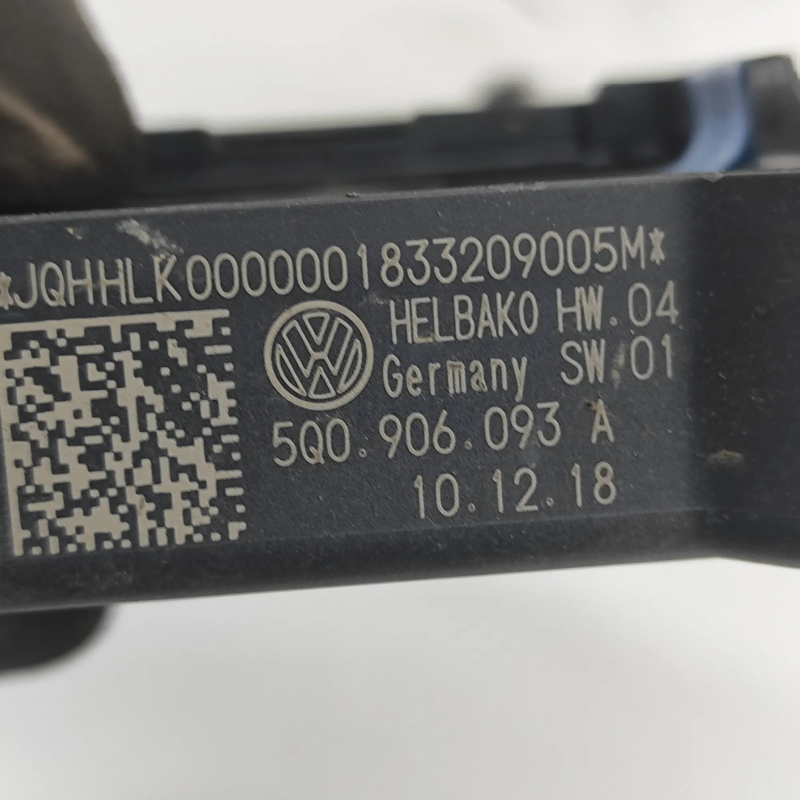 *JQHHLK0000001833209005M*
HELBAKO HW.04
Germany SW.01
5Q0.906.093 A
10.12.18